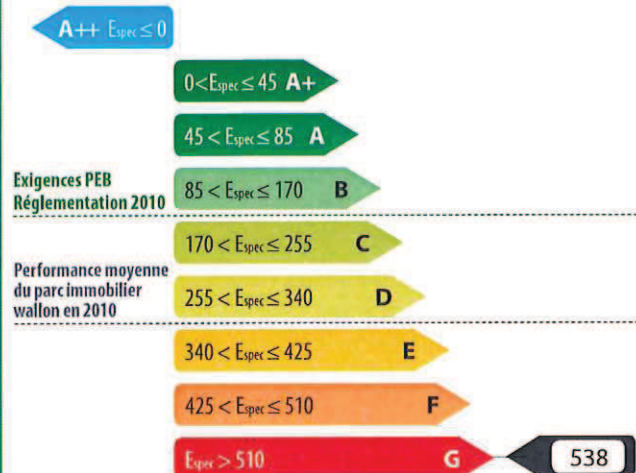 A++ Espec ≤ 0
0 < Espec ≤ 45 A+
45 < Espec ≤ 85 A
Exigences PEB
Réglementation 2010
85 < Espec ≤ 170 B
170 < Espec ≤ 255 C
Performance moyenne
du parc immobilier
wallon en 2010
255 < Espec ≤ 340 D
340 < Espec ≤ 425 E
425 < Espec ≤ 510 F
Espec > 510 G 538